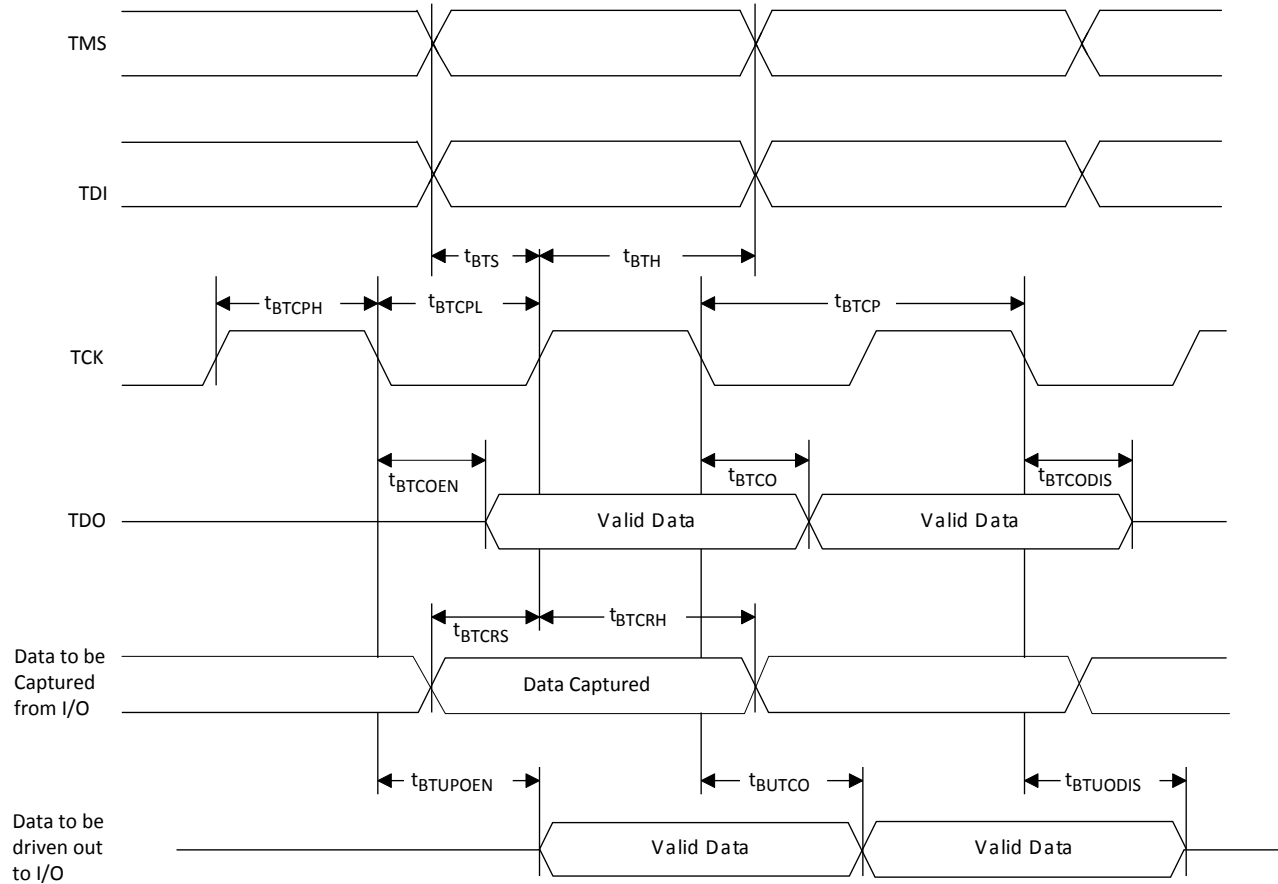 TMS
TDI
tBTS
tBTH
tBTCPH
tBTCPL
tBTCP
TCK
tBTCOEN
tBTCO
tBTCODIS
TDO
Valid Data
Valid Data
tBTCRS
tBTCRH
Data to be
Captured
from I/O
Data Captured
tBTUPOEN
tBUTCO
tBTUODIS
Data to be
driven out
to I/O
Valid Data
Valid Data